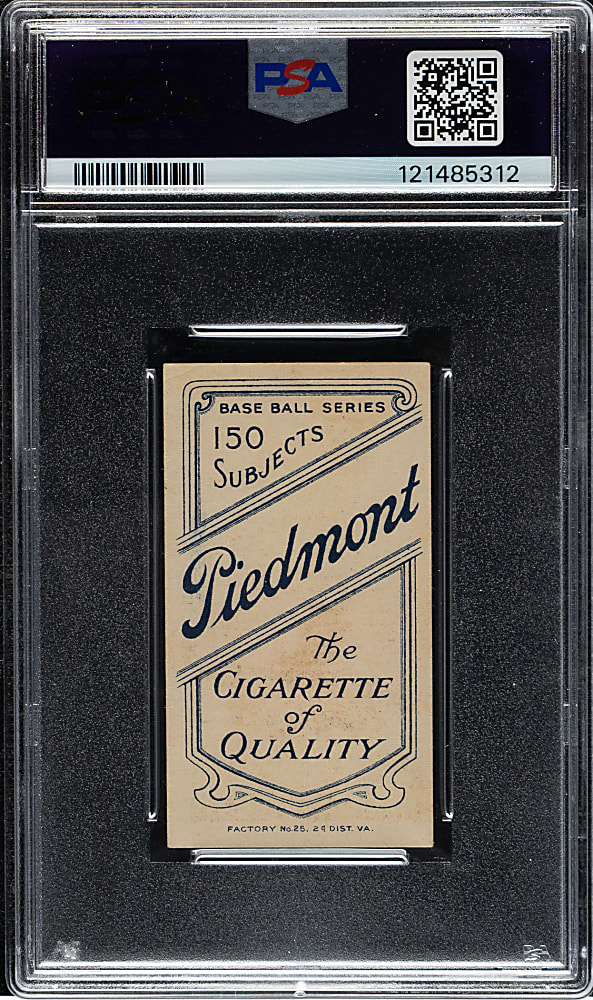 PSA
121485312
BASE BALL SERIES
150
SUBJECTS
Piedmont
The
CIGARETTE
of
QUALITY
FACTORY No. 25, 2d DIST. VA.